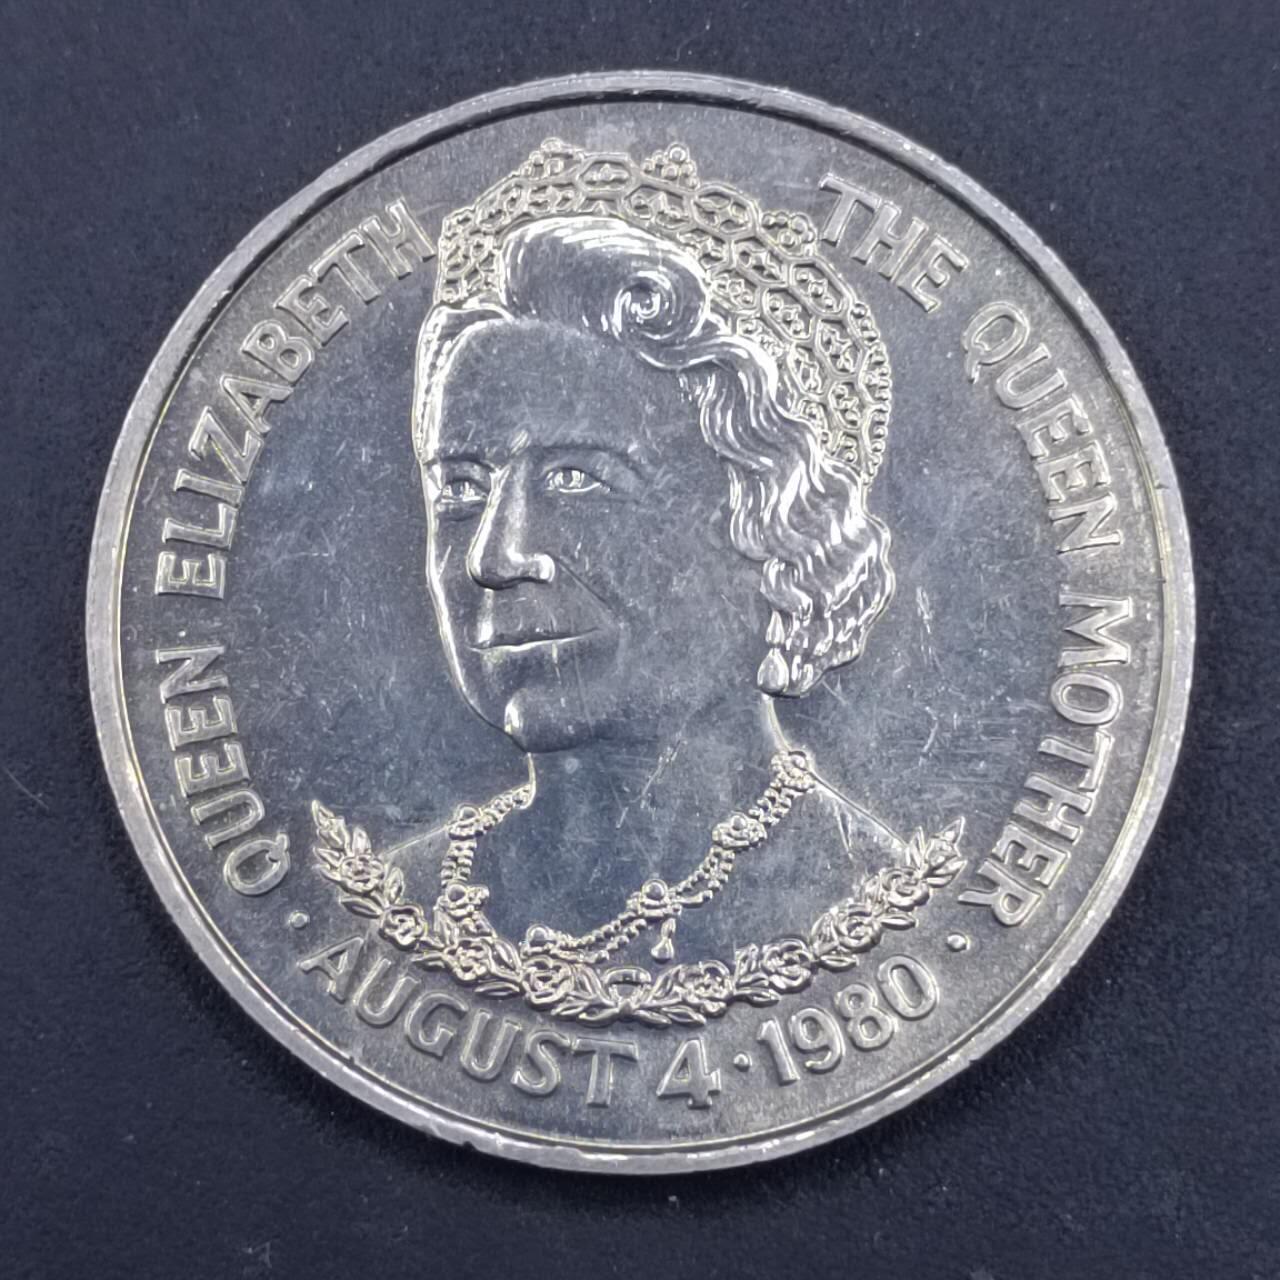 QUEEN ELIZABETH THE QUEEN MOTHER
· AUGUST 4 · 1980 ·